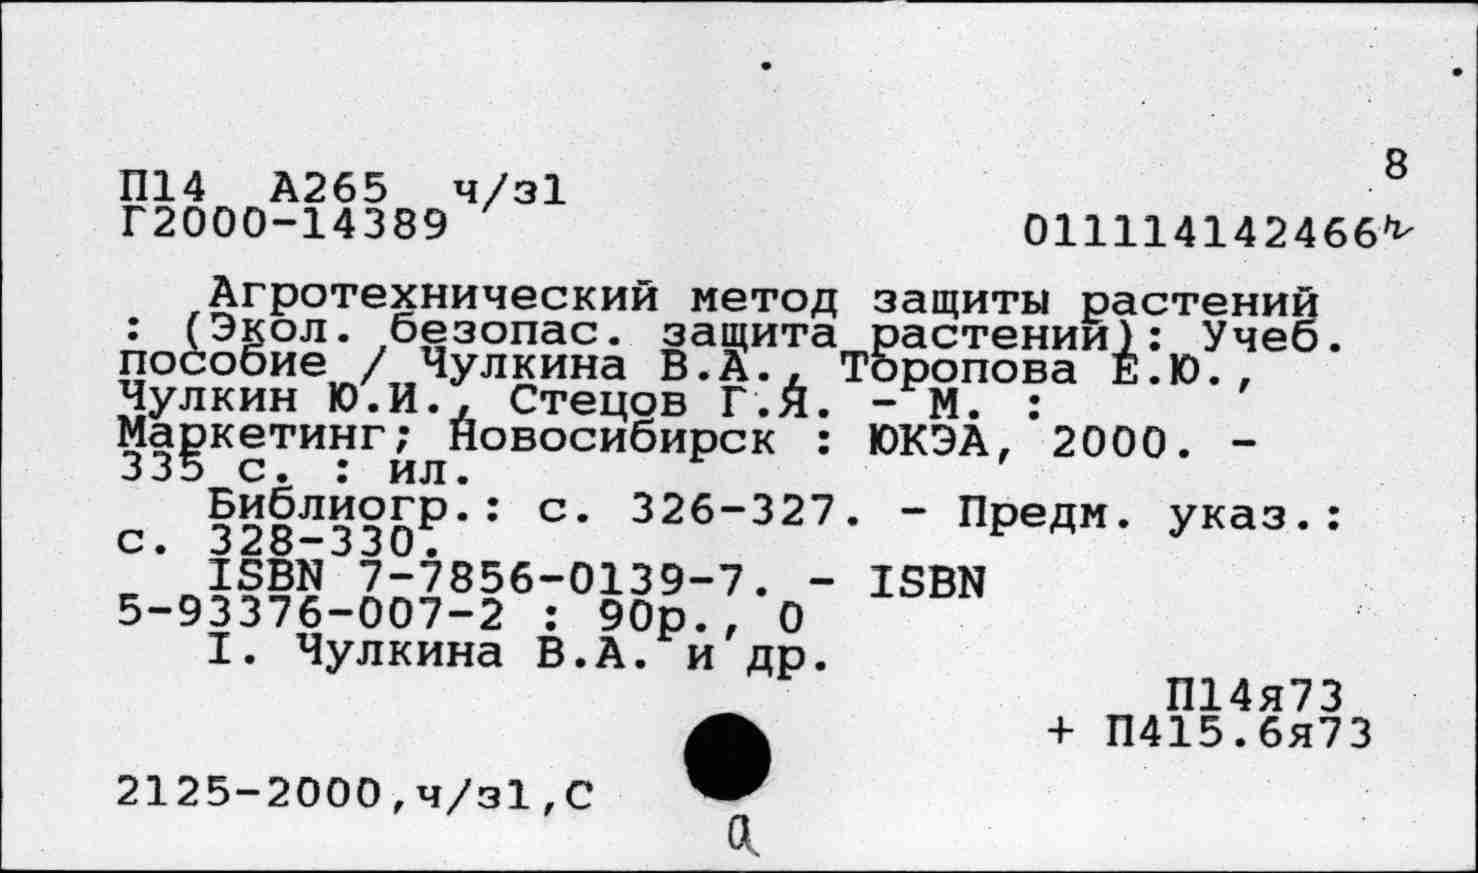 8
П14 А265 ч/з1
Г2000-14389
011114142466
Агротехнический метод защиты растений
: (Экол. безопас. защита растений): Учеб.
пособие / Чулкина В.А., Торопова Е.Ю.,
Чулкин Ю.И., Стецов Г.Я. - М. :
Маркетинг; Новосибирск : ЮКЭА, 2000. -
335 с. : ил.
Библиогр.: с. 326-327. - Предм. указ.:
с. 328-330.
ISBN 7-7856-0139-7. - ISBN
5-93376-007-2 : 90р., 0
I. Чулкина В.А. и др.
П14я73
+ П415.6я73
2125-2000,ч/з1,С
a